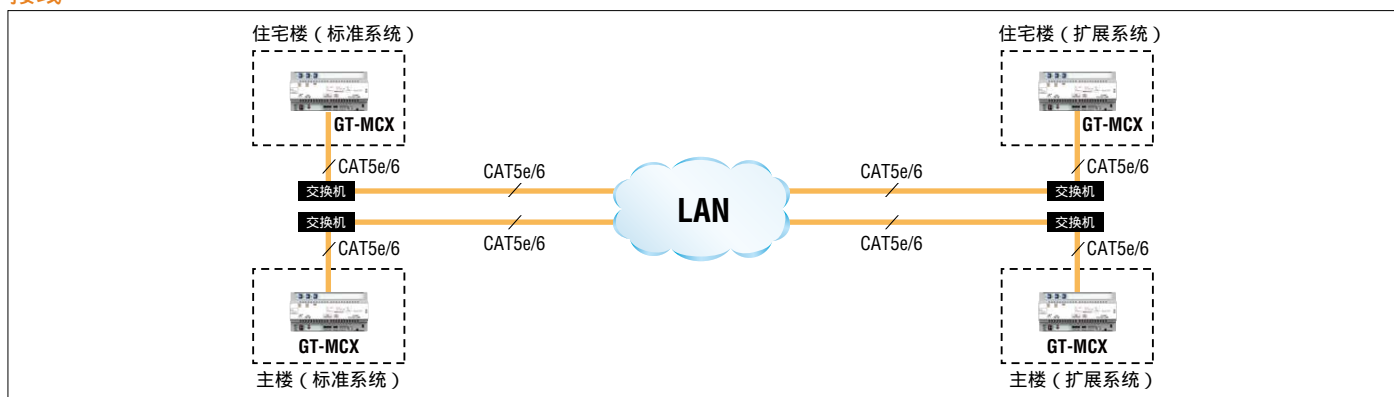 接线
住宅楼（标准系统）
住宅楼（扩展系统）
GT-MCX
GT-MCX
CAT5e/6
CAT5e/6
CAT5e/6
CAT5e/6
交换机
交换机
LAN
交换机
交换机
CAT5e/6
CAT5e/6
CAT5e/6
CAT5e/6
GT-MCX
GT-MCX
主楼（标准系统）
主楼（扩展系统）